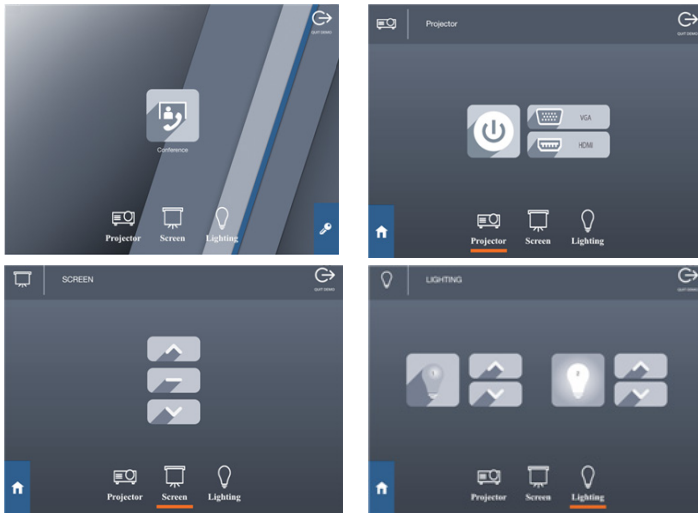 QUIT DEMO
Conference
Projector Screen Lighting
Projector
QUIT DEMO
VGA
HDMI
Projector Screen Lighting
SCREEN
QUIT DEMO
Projector Screen Lighting
LIGHTING
QUIT DEMO
Projector Screen Lighting